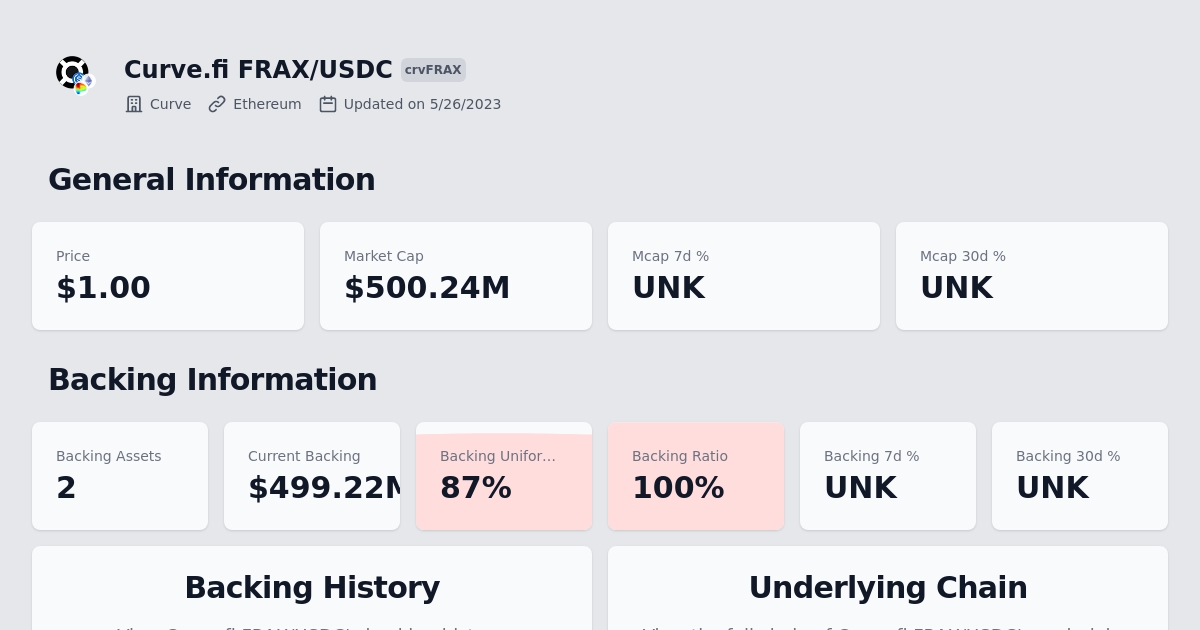 Curve.fi FRAX/USDC crvFRAX
Curve Ethereum Updated on 5/26/2023
General Information
Price Market Cap Mcap 7d % Mcap 30d %
$1.00 $500.24M UNK UNK
Backing Information
Backing Assets Current Backing Backing Unifor... Backing Ratio Backing 7d % Backing 30d %
2 $499.22M 87% 100% UNK UNK
Backing History Underlying Chain